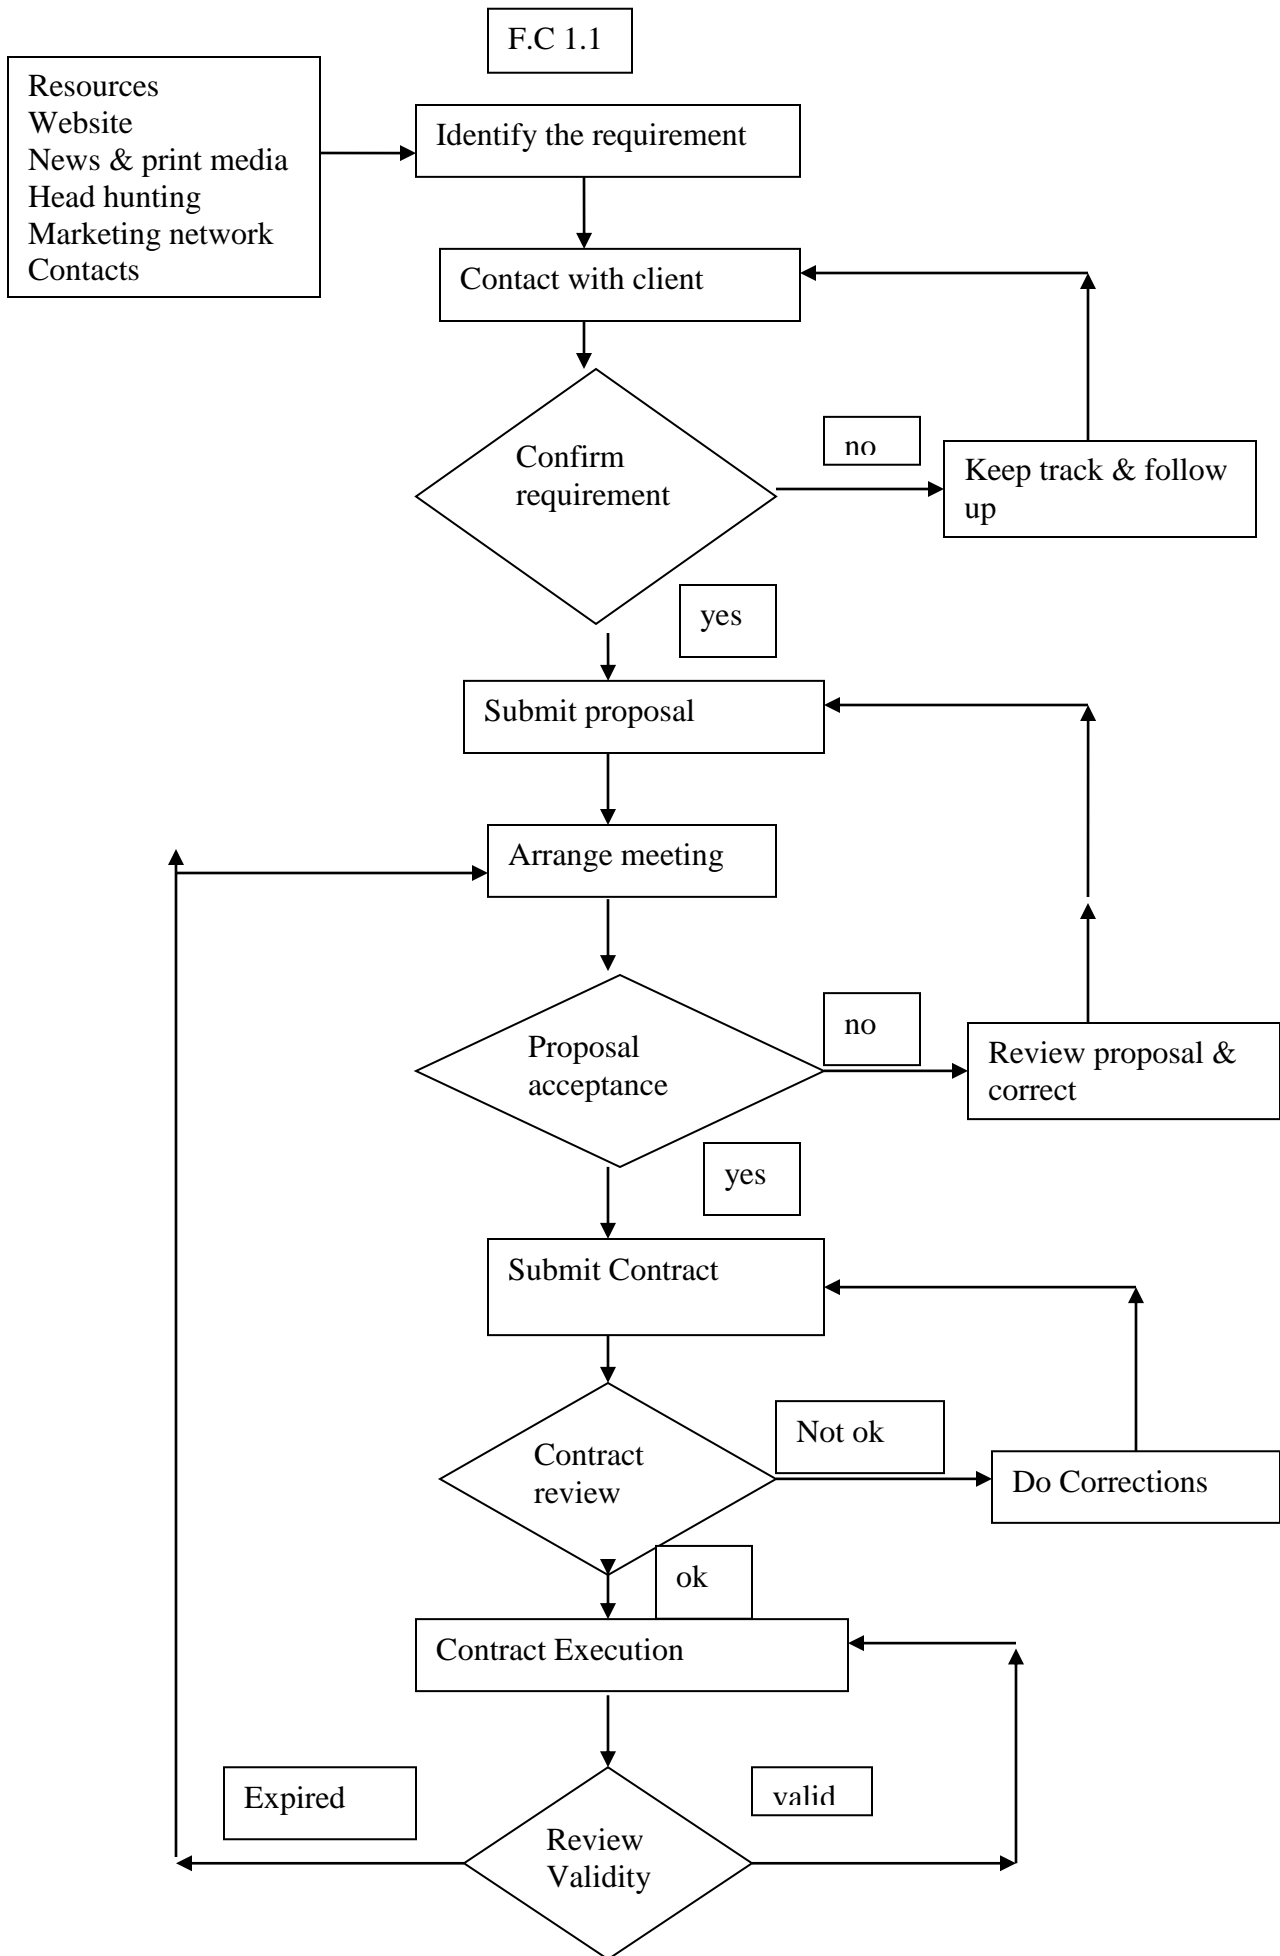 F.C 1.1
Resources
Website
News & print media
Head hunting
Marketing network
Contacts
Identify the requirement
Contact with client
Confirm
requirement
no
Keep track & follow
up
yes
Submit proposal
Arrange meeting
Proposal
acceptance
no
Review proposal &
correct
yes
Submit Contract
Contract
review
Not ok
Do Corrections
ok
Contract Execution
Expired
valid
Review
Validity